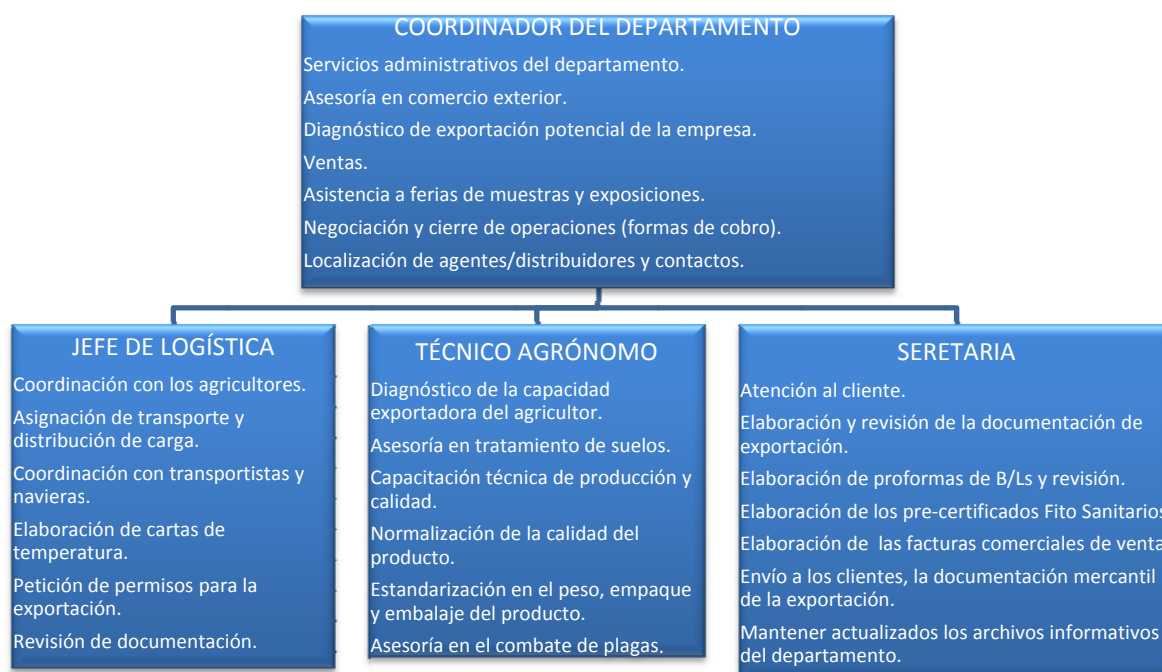 COORDINADOR DEL DEPARTAMENTO
Servicios administrativos del departamento.
Asesoría en comercio exterior.
Diagnóstico de exportación potencial de la empresa.
Ventas.
Asistencia a ferias de muestras y exposiciones.
Negociación y cierre de operaciones (formas de cobro).
Localización de agentes/distribuidores y contactos.
JEFE DE LOGÍSTICA
Coordinación con los agricultores.
Asignación de transporte y
distribución de carga.
Coordinación con transportistas y
navieras.
Elaboración de cartas de
temperatura.
Petición de permisos para la
exportación.
Revisión de documentación.
TÉCNICO AGRÓNOMO
Diagnóstico de la capacidad
exportadora del agricultor.
Asesoría en tratamiento de suelos.
Capacitación técnica de producción y
calidad.
Normalización de la calidad del
producto.
Estandarización en el peso, empaque
y embalaje del producto.
Asesoría en el combate de plagas.
SERETARIA
Atención al cliente.
Elaboración y revisión de la documentación de
exportación.
Elaboración de proformas de B/Ls y revisión.
Elaboración de los pre-certificados Fito Sanitarios
Elaboración de las facturas comerciales de venta
Envío a los clientes, la documentación mercantil
de la exportación.
Mantener actualizados los archivos informativos
del departamento.